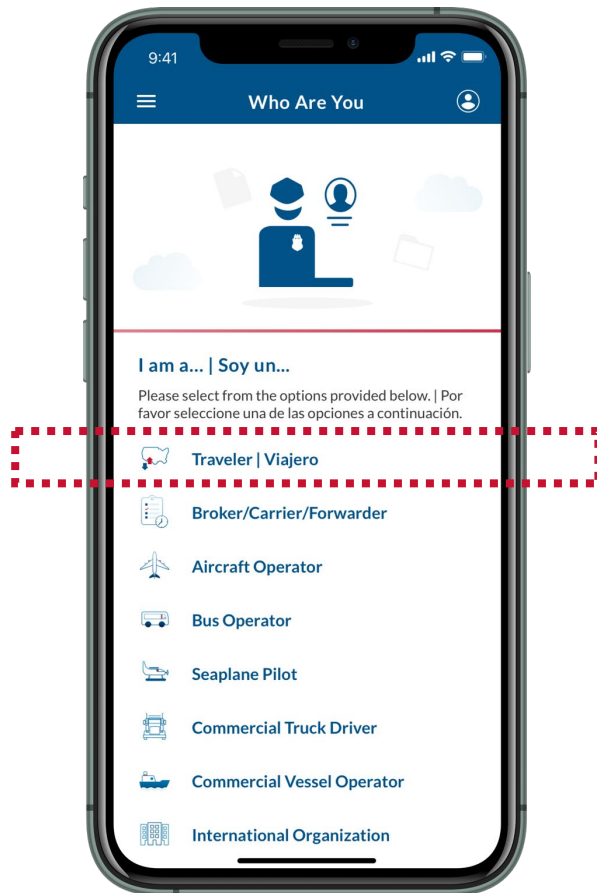 9:41
Who Are You
I am a... | Soy un...
Please select from the options provided below. | Por
favor seleccione una de las opciones a continuación.
Traveler | Viajero
Broker/Carrier/Forwarder
Aircraft Operator
Bus Operator
Seaplane Pilot
Commercial Truck Driver
Commercial Vessel Operator
International Organization